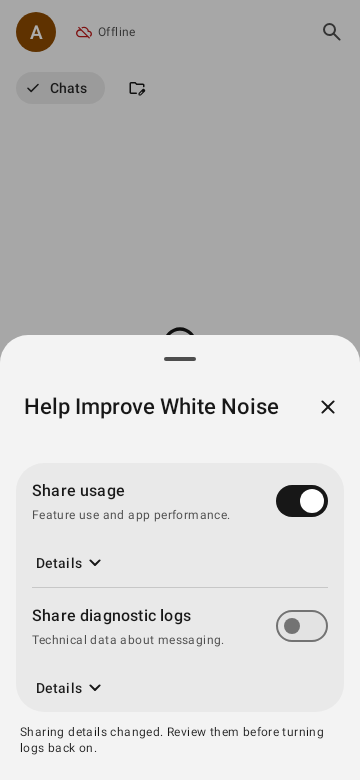 A
Offline
Chats
Help Improve White Noise
Share usage
Feature use and app performance.
Details
Share diagnostic logs
Technical data about messaging.
Details
Sharing details changed. Review them before turning
logs back on.